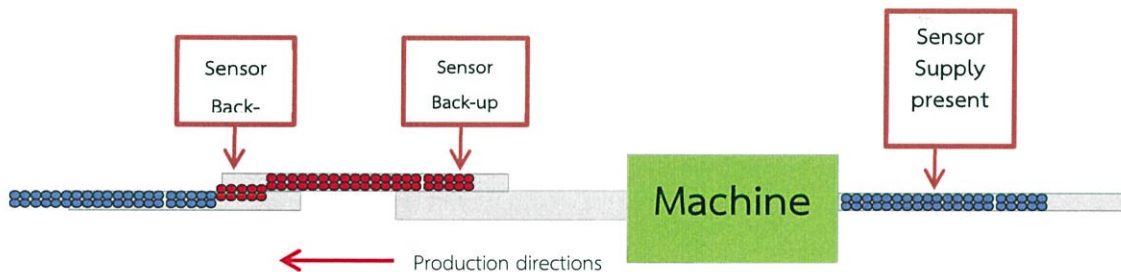 Sensor
Back-
Sensor
Back-up
Sensor
Supply
present
Machine
Production directions